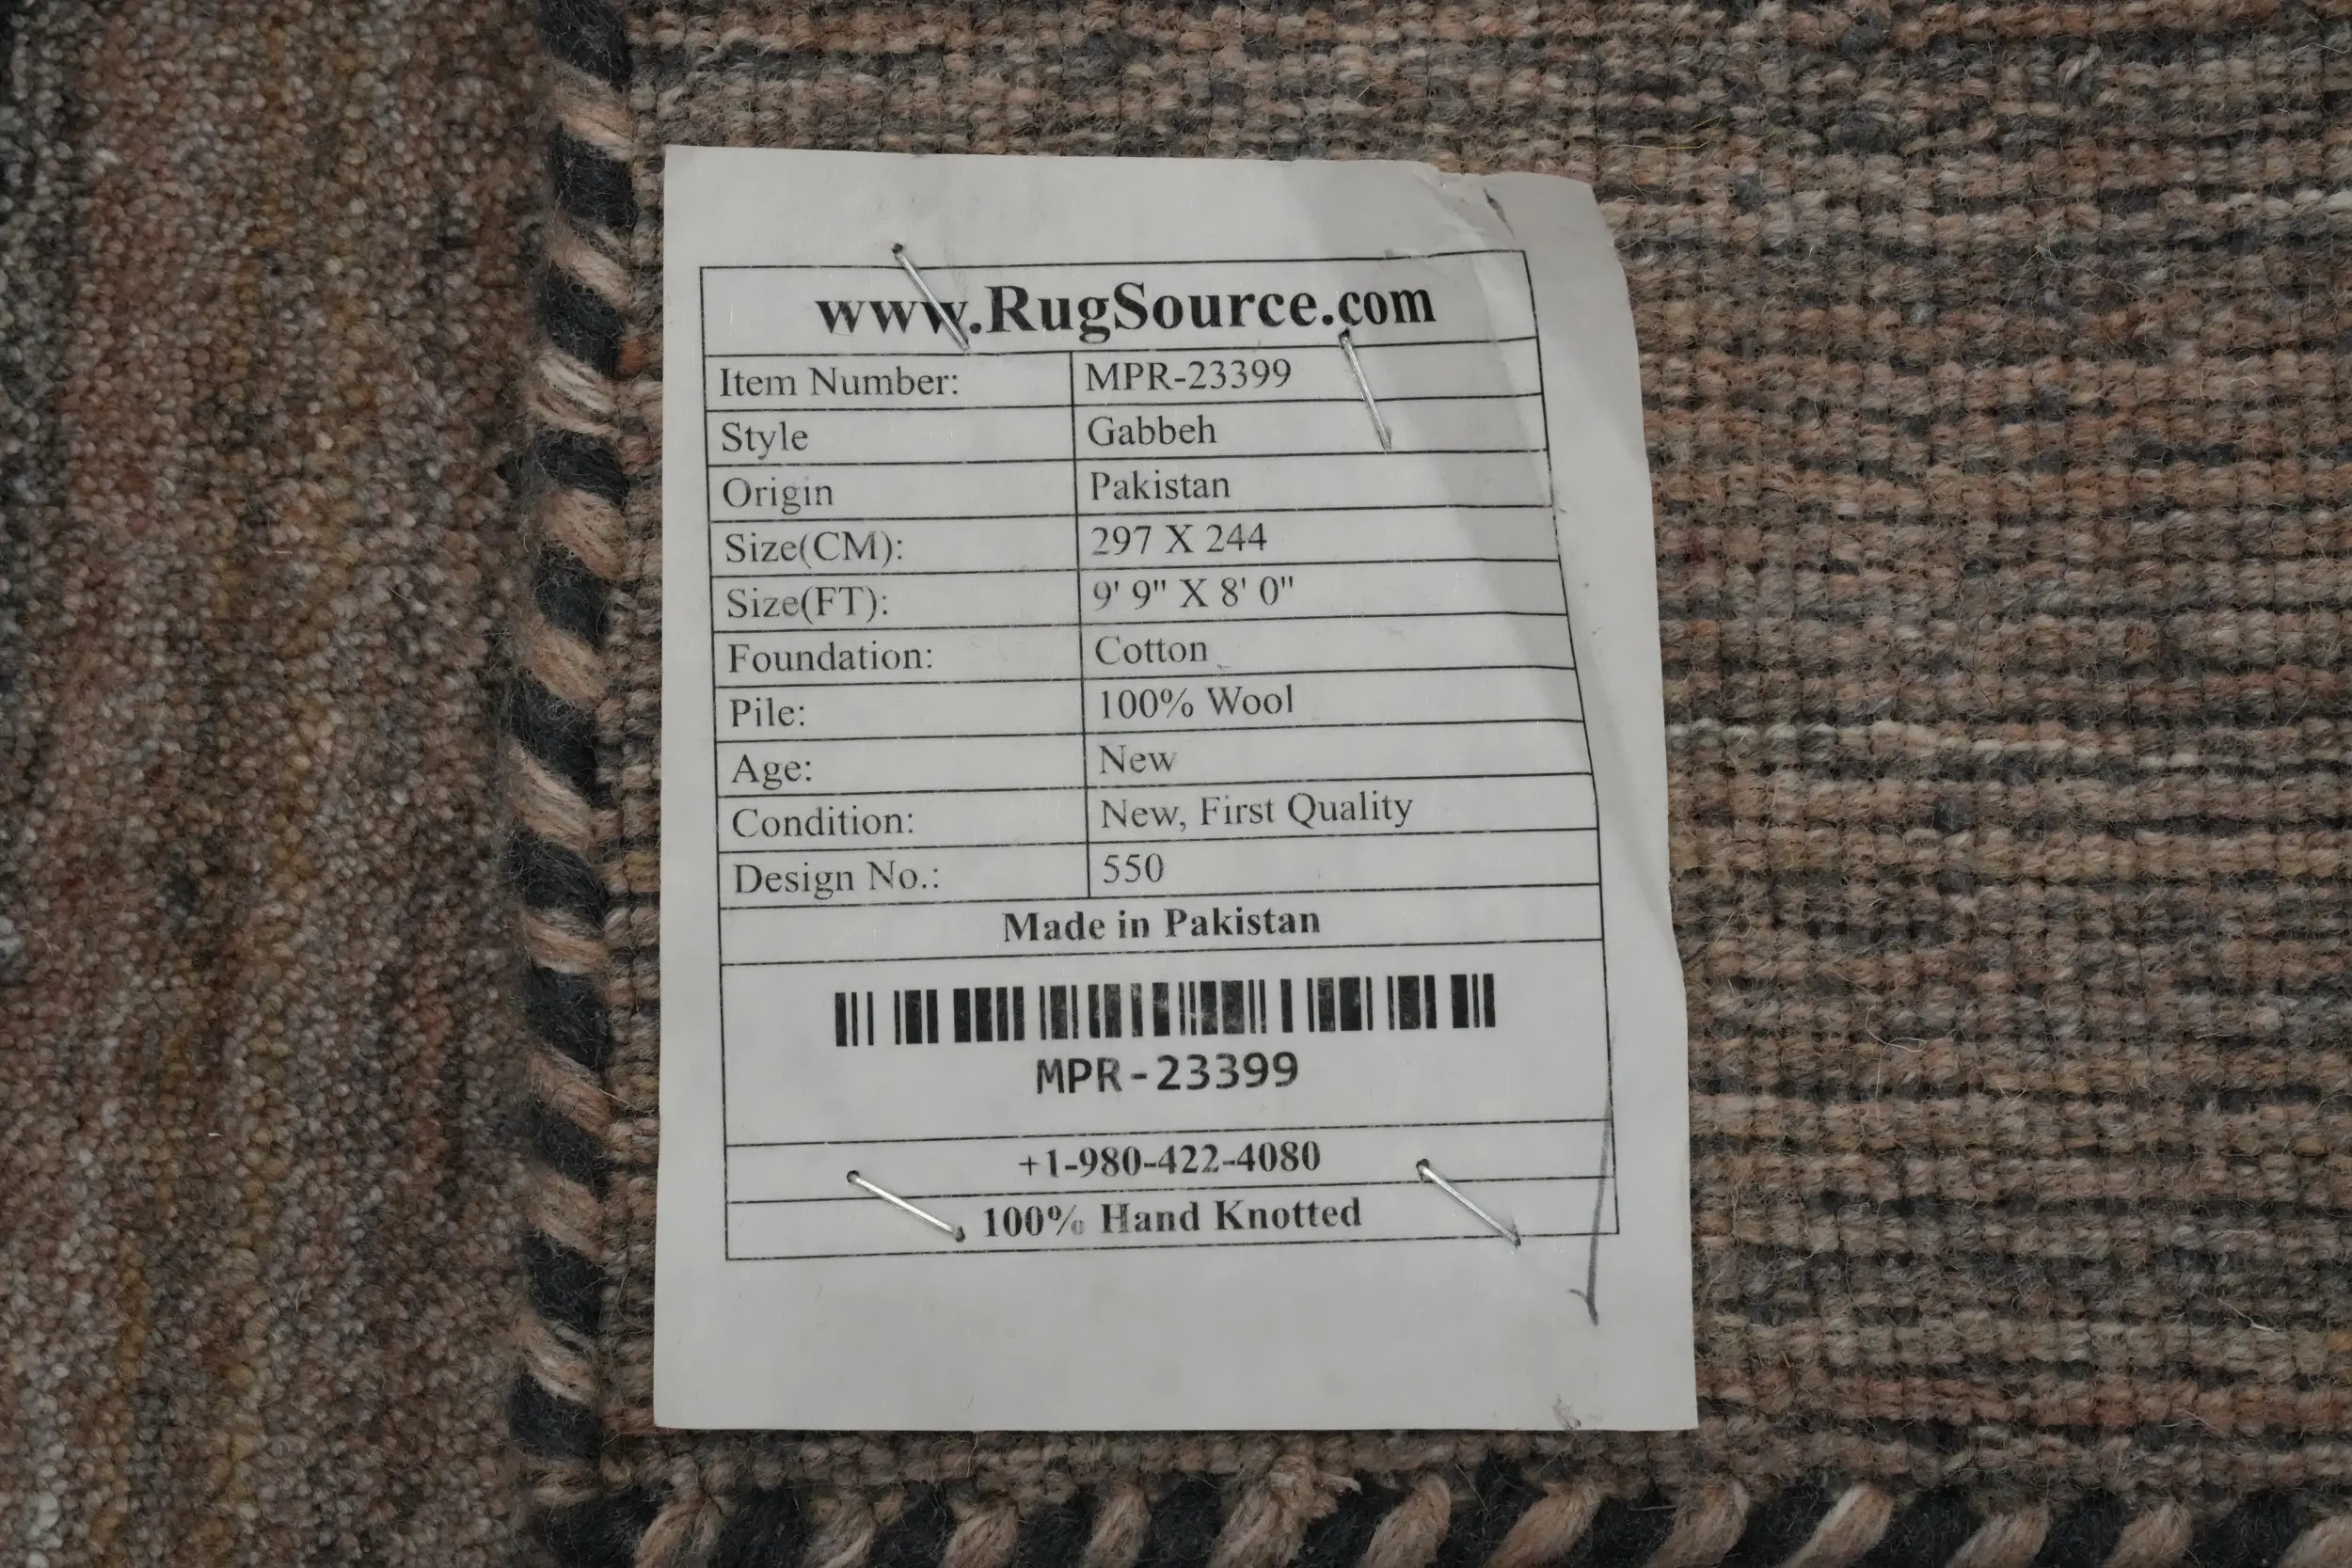 www.RugSource.com
Item Number: MPR-23399
Style Gabbeh
Origin Pakistan
Size(CM): 297 X 244
Size(FT): 9' 9" X 8' 0"
Foundation: Cotton
Pile: 100% Wool
Age: New
Condition: New, First Quality
Design No.: 550
Made in Pakistan
MPR-23399
+1-980-422-4080
100% Hand Knotted